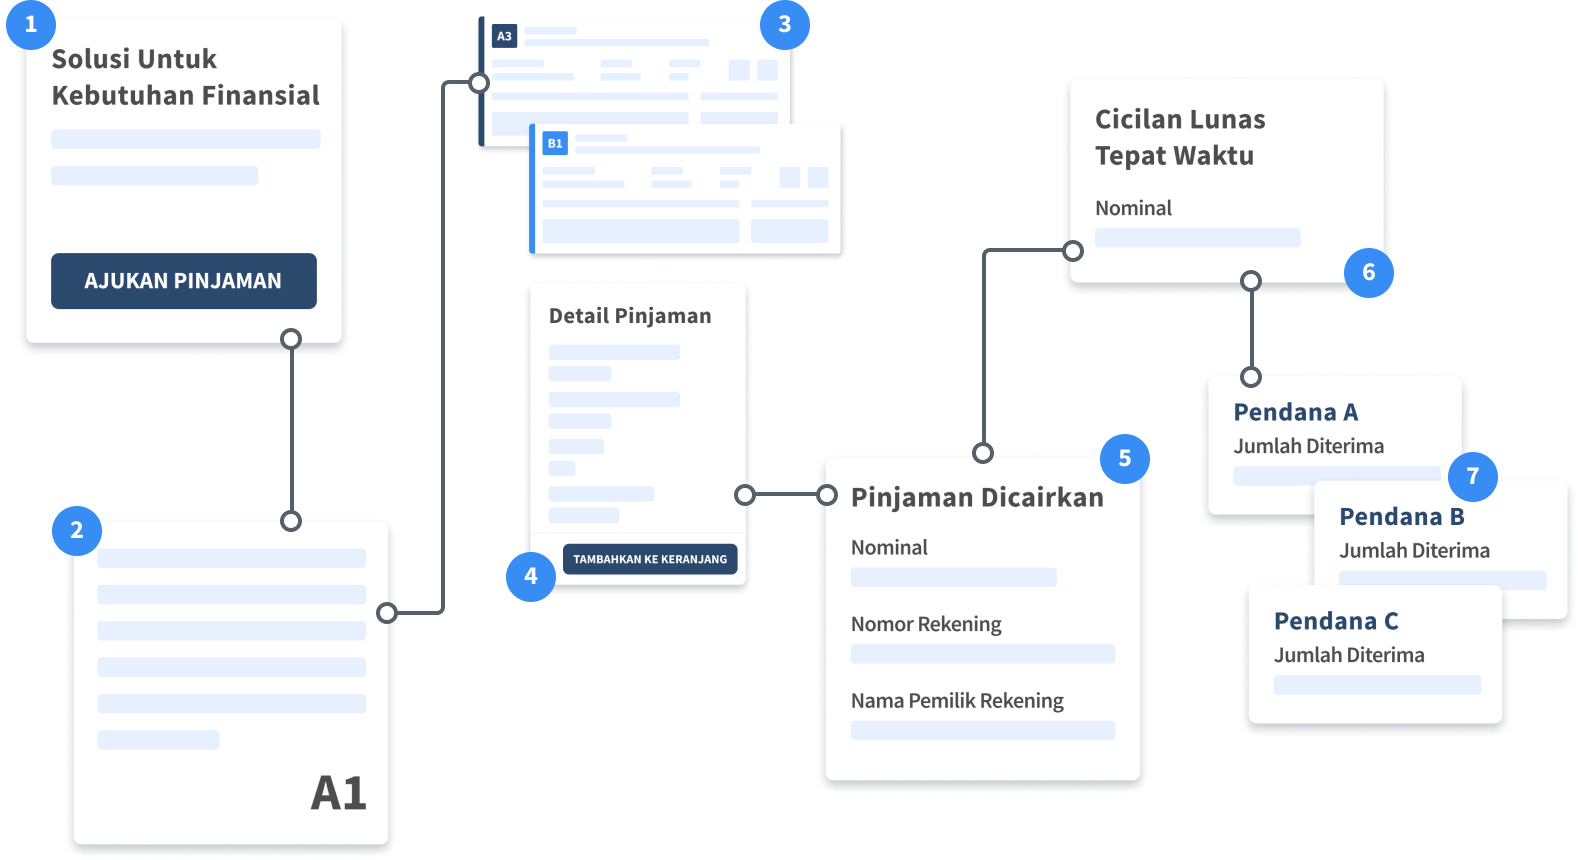 1
Solusi Untuk
Kebutuhan Finansial
AJUKAN PINJAMAN
2
A1
3
A3
B1
Detail Pinjaman
TAMBAHKAN KE KERANJANG
4
5
Pinjaman Dicairkan
Nominal
Nomor Rekening
Nama Pemilik Rekening
Cicilan Lunas
Tepat Waktu
Nominal
6
Pendana A
Jumlah Diterima
7
Pendana B
Jumlah Diterima
Pendana C
Jumlah Diterima